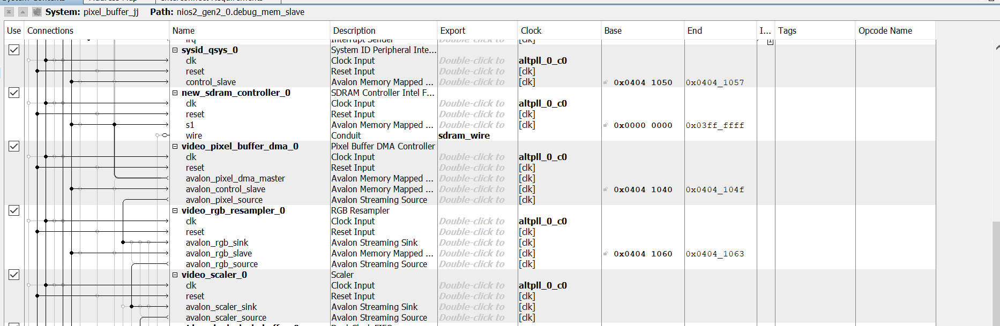 System: pixel_buffer_jj Path: nios2_gen2_0.debug_mem_slave
Use Connections Name Description Export Clock Base End I... Tags Opcode Name
irq Interrupt Sender Double-click to [clk]
sysid_qsys_0 System ID Peripheral Inte...
clk Clock Input Double-click to altpll_0_c0
reset Reset Input Double-click to [clk]
control_slave Avalon Memory Mapped ... Double-click to [clk] 0x0404 1050 0x0404_1057
new_sdram_controller_0 SDRAM Controller Intel F...
clk Clock Input Double-click to altpll_0_c0
reset Reset Input Double-click to [clk]
s1 Avalon Memory Mapped ... Double-click to [clk] 0x0000 0000 0x03ff_ffff
wire Conduit sdram_wire
video_pixel_buffer_dma_0 Pixel Buffer DMA Controller
clk Clock Input Double-click to altpll_0_c0
reset Reset Input Double-click to [clk]
avalon_pixel_dma_master Avalon Memory Mapped ... Double-click to [clk]
avalon_control_slave Avalon Memory Mapped ... Double-click to [clk] 0x0404 1040 0x0404_104f
avalon_pixel_source Avalon Streaming Source Double-click to [clk]
video_rgb_resampler_0 RGB Resampler
clk Clock Input Double-click to altpll_0_c0
reset Reset Input Double-click to [clk]
avalon_rgb_sink Avalon Streaming Sink Double-click to [clk]
avalon_rgb_slave Avalon Memory Mapped ... Double-click to [clk] 0x0404 1060 0x0404_1063
avalon_rgb_source Avalon Streaming Source Double-click to [clk]
video_scaler_0 Scaler
clk Clock Input Double-click to altpll_0_c0
reset Reset Input Double-click to [clk]
avalon_scaler_sink Avalon Streaming Sink Double-click to [clk]
avalon_scaler_source Avalon Streaming Source Double-click to [clk]